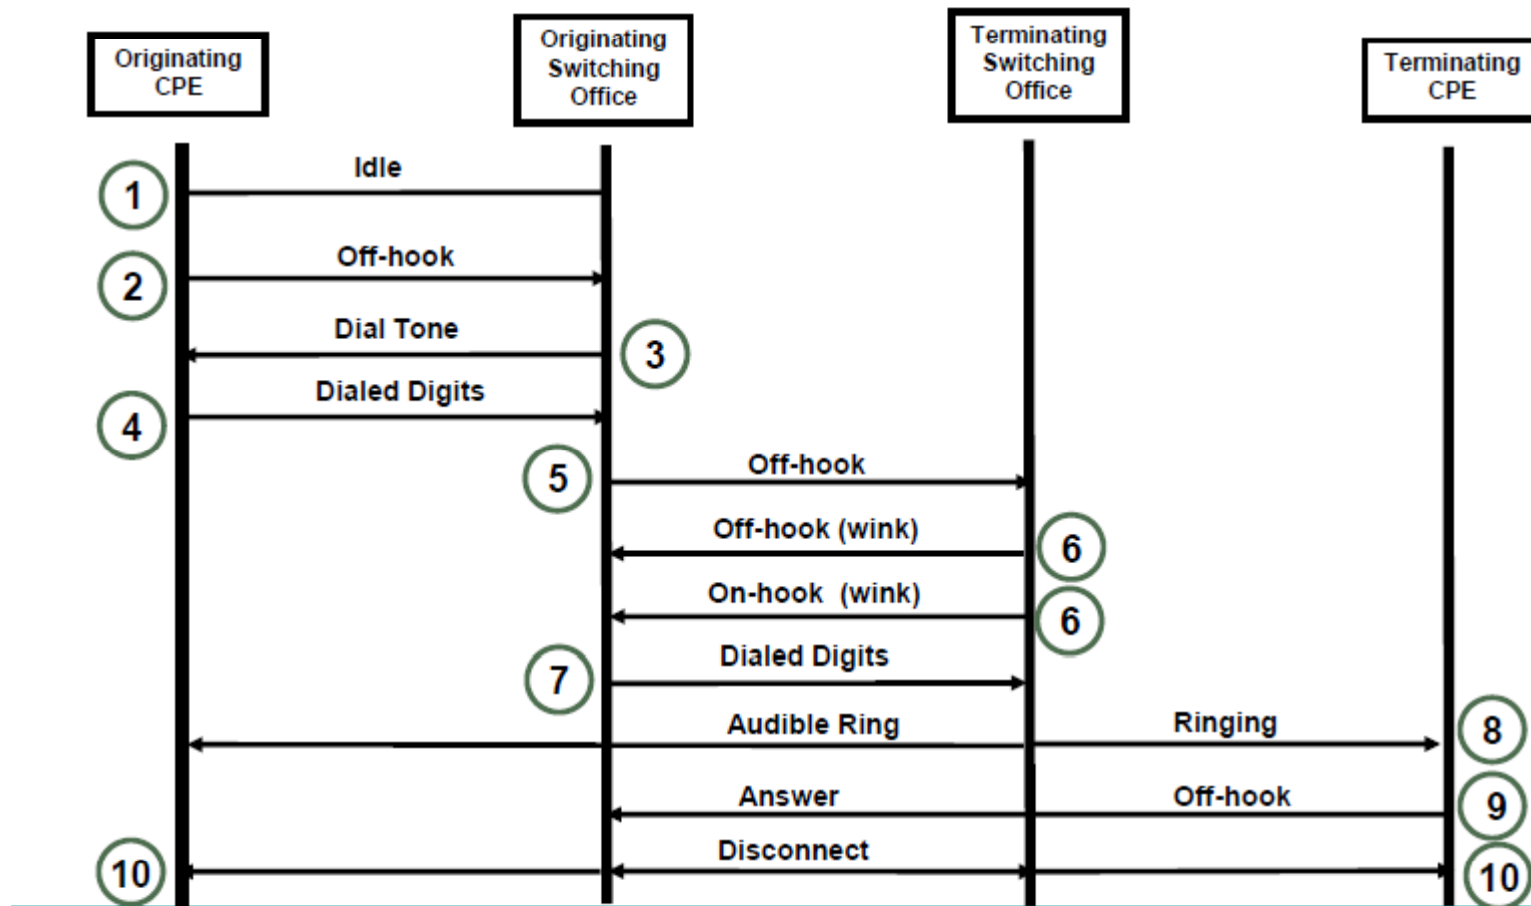 Originating
CPE
Originating
Switching
Office
Terminating
Switching
Office
Terminating
CPE
Idle
1
Off-hook
2
Dial Tone
3
Dialed Digits
4
Off-hook
5
Off-hook (wink)
6
On-hook (wink)
6
Dialed Digits
7
Audible Ring
Ringing
8
Answer
Off-hook
9
Disconnect
10
10